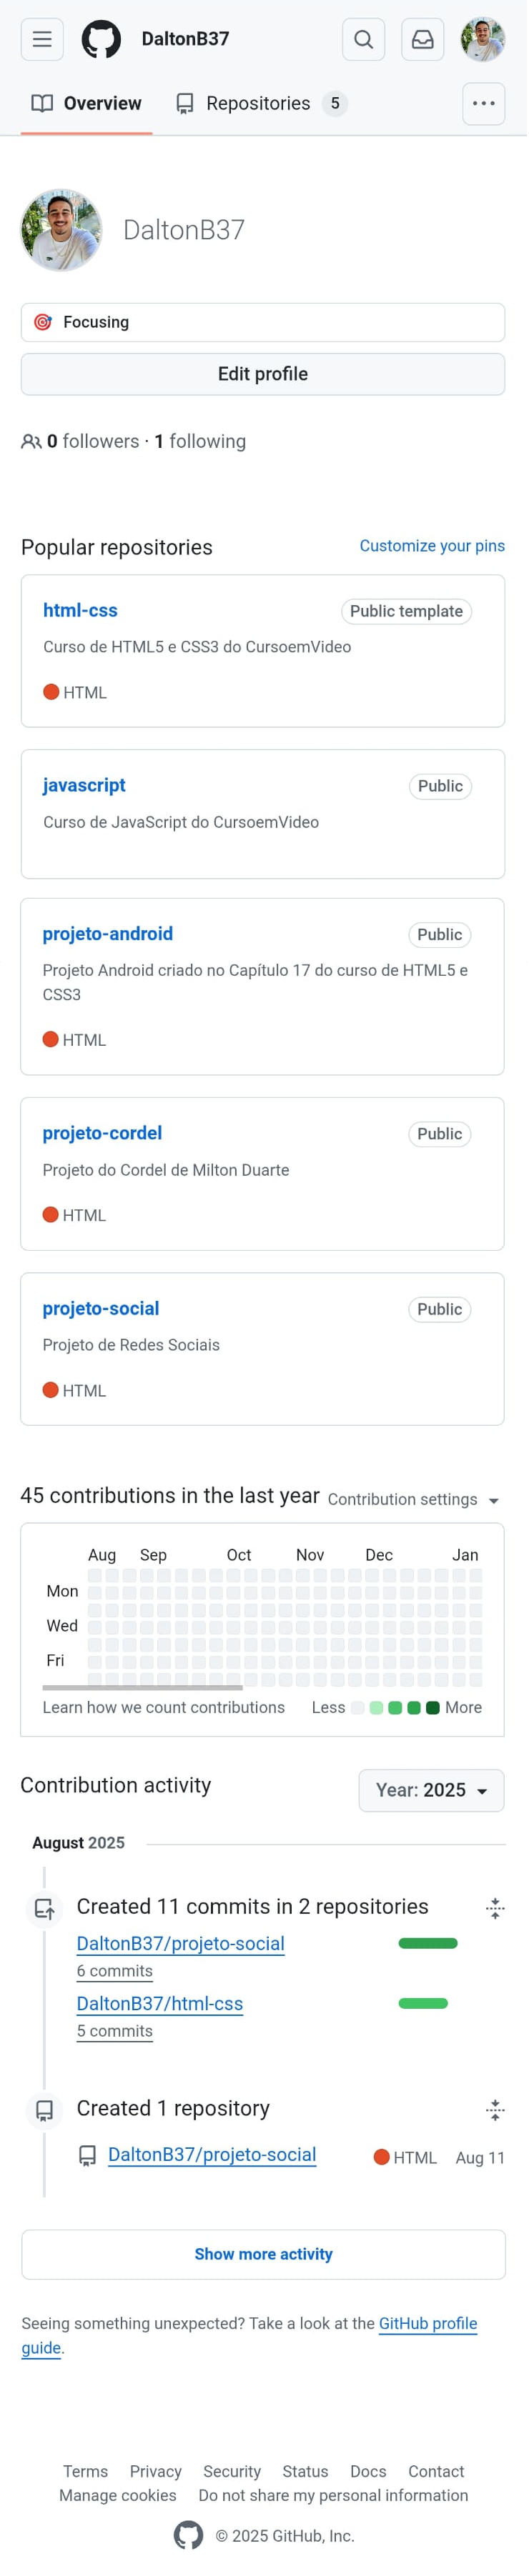 DaltonB37
Overview
Repositories 5
DaltonB37
Focusing
Edit profile
0 followers · 1 following
Popular repositories
Customize your pins
html-css
Public template
Curso de HTML5 e CSS3 do CursoemVideo
HTML
javascript
Public
Curso de JavaScript do CursoemVideo
projeto-android
Public
Projeto Android criado no Capítulo 17 do curso de HTML5 e
CSS3
HTML
projeto-cordel
Public
Projeto do Cordel de Milton Duarte
HTML
projeto-social
Public
Projeto de Redes Sociais
HTML
45 contributions in the last year
Contribution settings
Aug Sep Oct Nov Dec Jan
Mon
Wed
Fri
Learn how we count contributions
Less More
Contribution activity
Year: 2025
August 2025
Created 11 commits in 2 repositories
DaltonB37/projeto-social
6 commits
DaltonB37/html-css
5 commits
Created 1 repository
DaltonB37/projeto-social
HTML Aug 11
Show more activity
Seeing something unexpected? Take a look at the GitHub profile
guide.
Terms Privacy Security Status Docs Contact
Manage cookies Do not share my personal information
© 2025 GitHub, Inc.